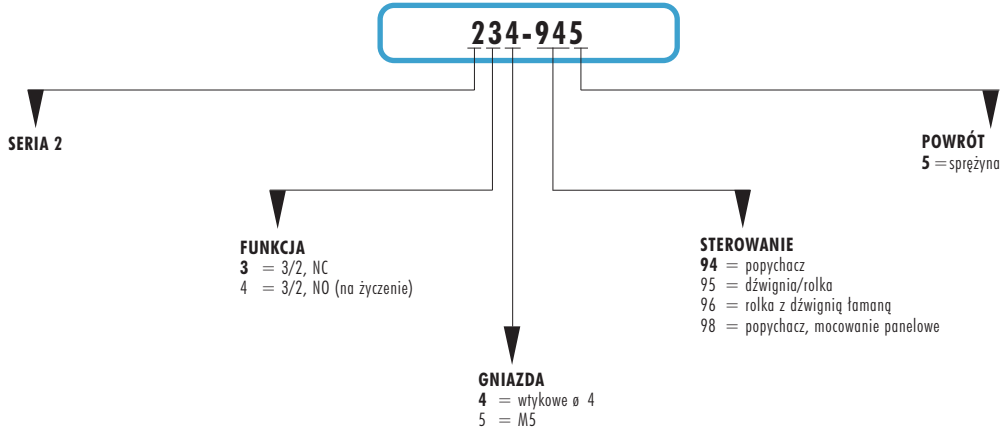 234-945
SERIA 2
POWRÓT
5 = sprężyna
FUNKCJA
3 = 3/2, NC
4 = 3/2, NO (na życzenie)
STEROWANIE
94 = popychacz
95 = dźwignia/rolka
96 = rolka z dźwignią łamaną
98 = popychacz, mocowanie panelowe
GNIAZDA
4 = wtykowe ø 4
5 = M5